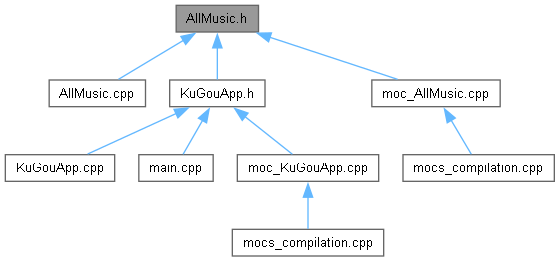 AllMusic.h
AllMusic.cpp
KuGouApp.h
moc_AllMusic.cpp
KuGouApp.cpp
main.cpp
moc_KuGouApp.cpp
mocs_compilation.cpp
mocs_compilation.cpp